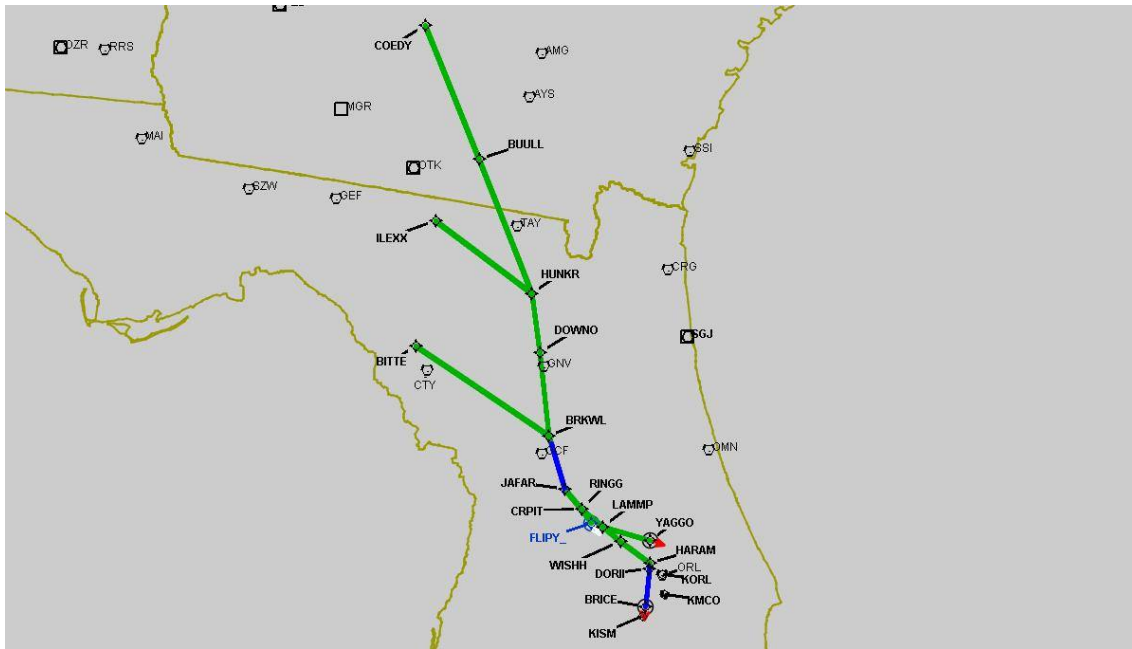 COEDY
OZR
RRS
AMG
AYS
MGR
MAI
BUULL
SSI
OTK
SZW
GEF
TAY
ILEXX
CRG
HUNKR
DOWNO
SGJ
BITTE
GNV
CTY
BRKWL
OCF
OMN
JAFAR
RINGG
CRPIT
LAMMP
YAGGO
FLIPY_
HARAM
WISHH
DORII
ORL
KORL
BRICE
KMCO
KISM